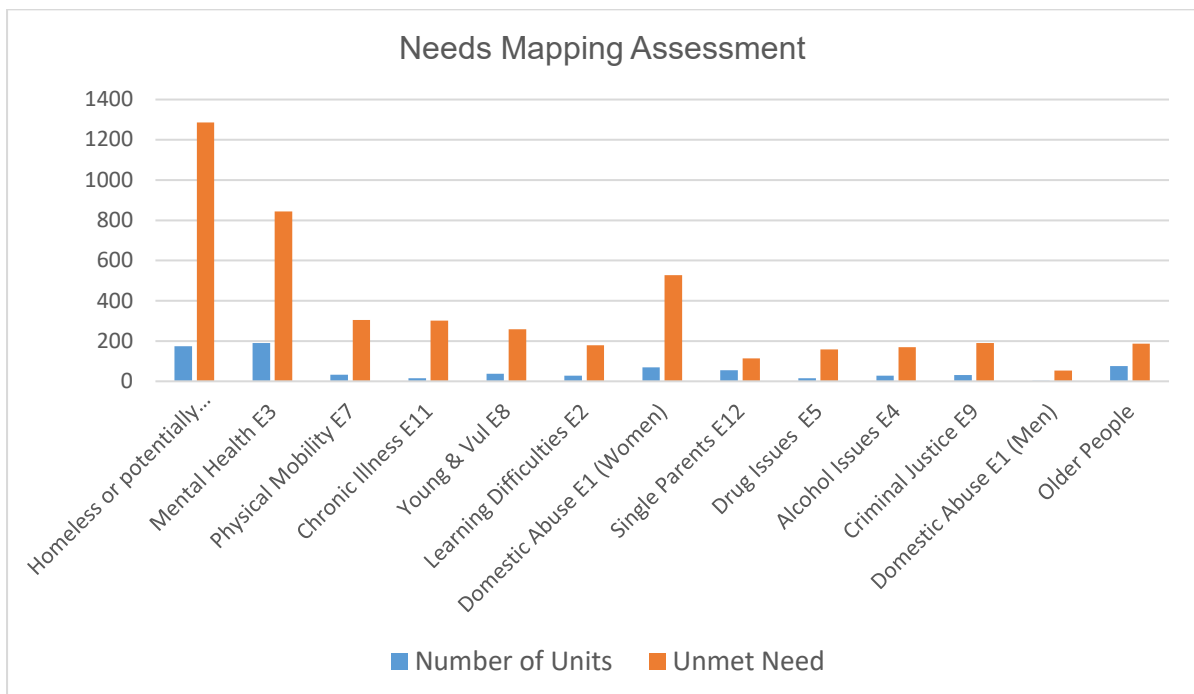 Needs Mapping Assessment
1400
1200
1000
800
600
400
200
0
Homeless or potentially...
Mental Health E3
Physical Mobility E7
Chronic Illness E11
Young & Vul E8
Learning Difficulties E2
Domestic Abuse E1 (Women)
Single Parents E12
Drug Issues E5
Alcohol Issues E4
Criminal Justice E9
Domestic Abuse E1 (Men)
Older People
Number of Units
Unmet Need